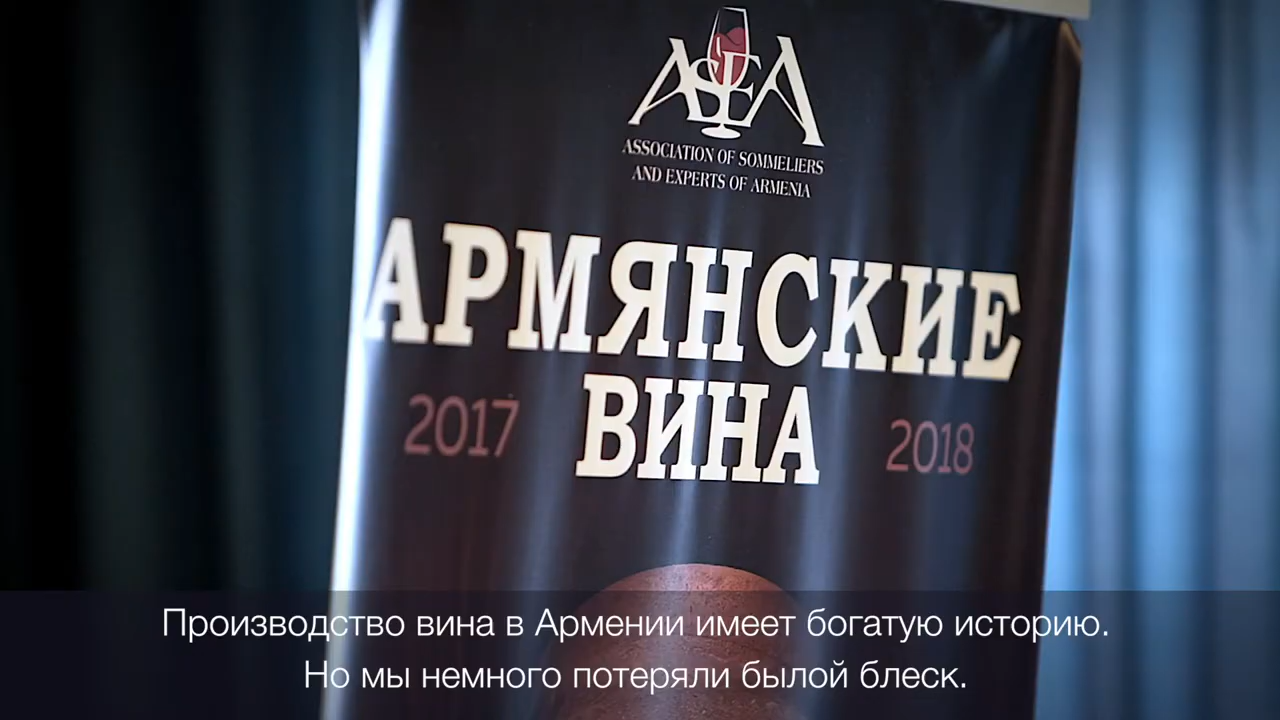 ASEA
ASSOCIATION OF SOMMELIERS
AND EXPERTS OF ARMENIA
АРМЯНСКИЕ
2017 ВИНА 2018
Производство вина в Армении имеет богатую историю.
Но мы немного потеряли былой блеск.